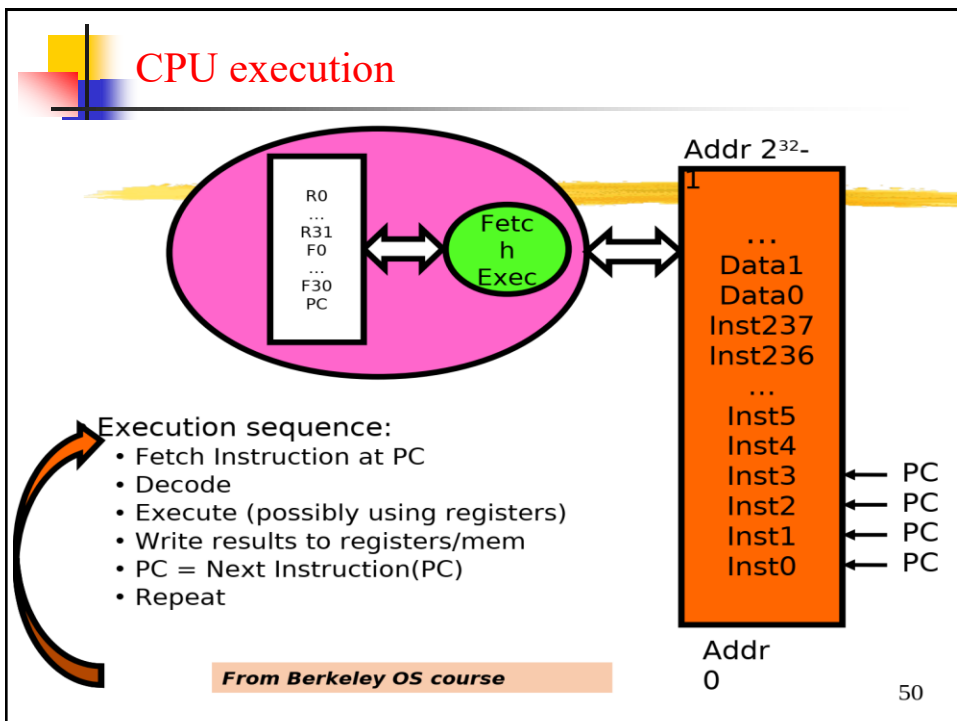 CPU execution
R0
...
R31
F0
...
F30
PC
Fetc
h
Exec
Addr 2³²-
1
...
Data1
Data0
Inst237
Inst236
...
Inst5
Inst4
Inst3
Inst2
Inst1
Inst0
PC
PC
PC
PC
Addr
0
Execution sequence:
• Fetch Instruction at PC
• Decode
• Execute (possibly using registers)
• Write results to registers/mem
• PC = Next Instruction(PC)
• Repeat
From Berkeley OS course
50